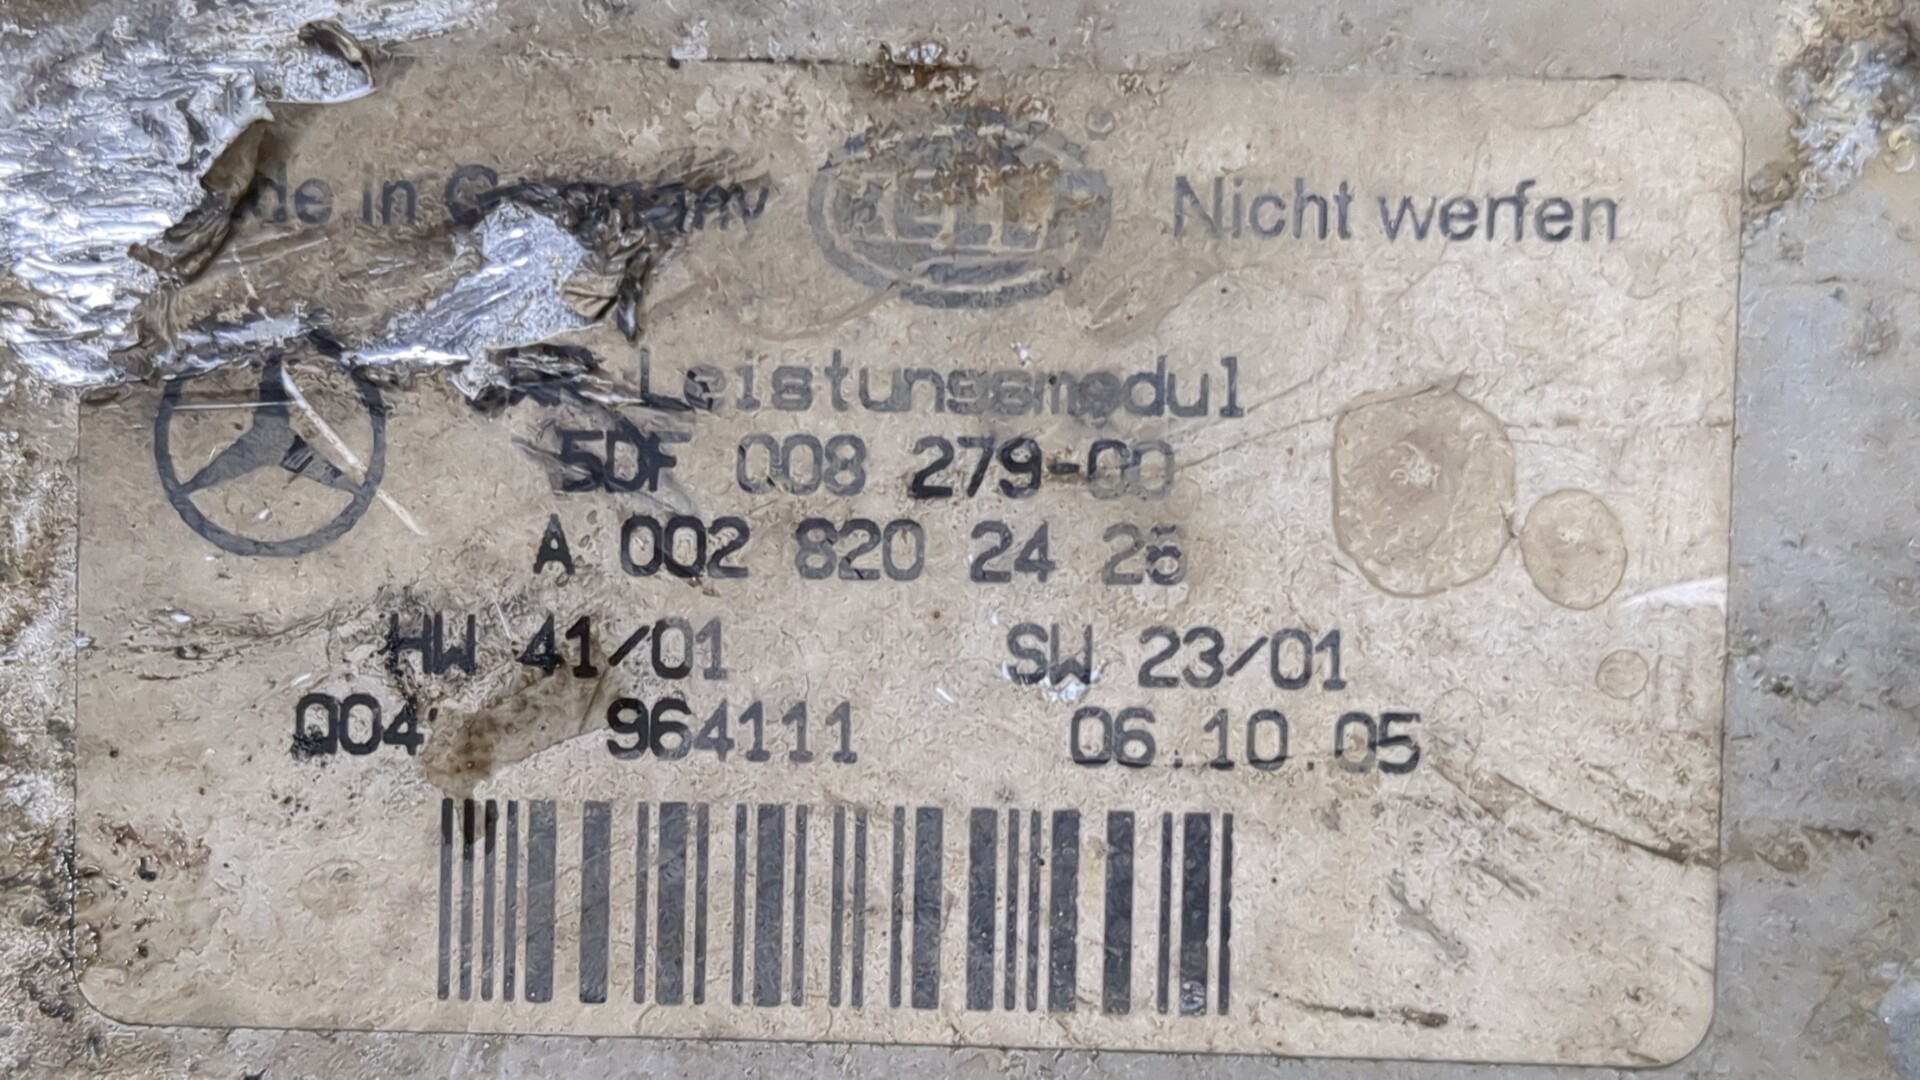 in Germany HELLA Nicht werfen
Leistungsmodul
5DF 008 279-00
A 002 820 24 26
HW 41/01 SW 23/01
964111 06.10.05